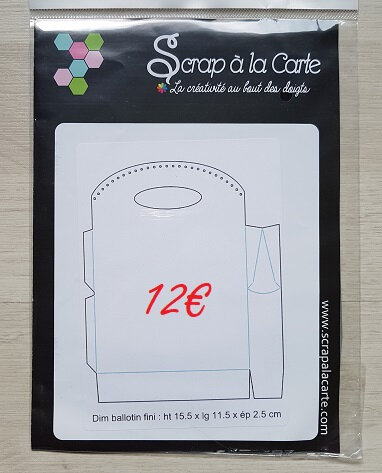 Scrap à la Carte
La créativité au bout des doigts
12€
www.scrapalacarte.com
Dim ballotin fini : ht 15.5 x lg 11.5 x ép 2.5 cm